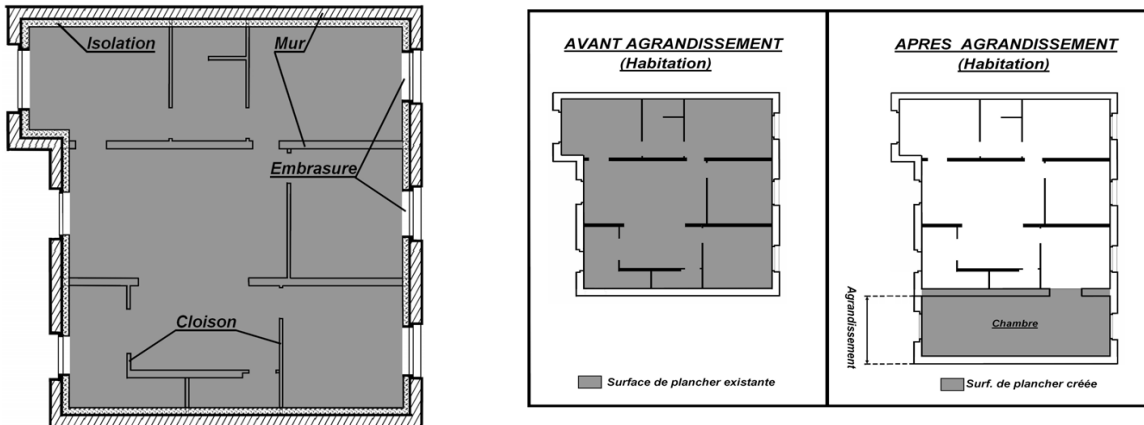 Isolation
Mur
Embrasure
Cloison
AVANT AGRANDISSEMENT
(Habitation)
Surface de plancher existante
APRES AGRANDISSEMENT
(Habitation)
Agrandissement
Chambre
Surf. de plancher créée